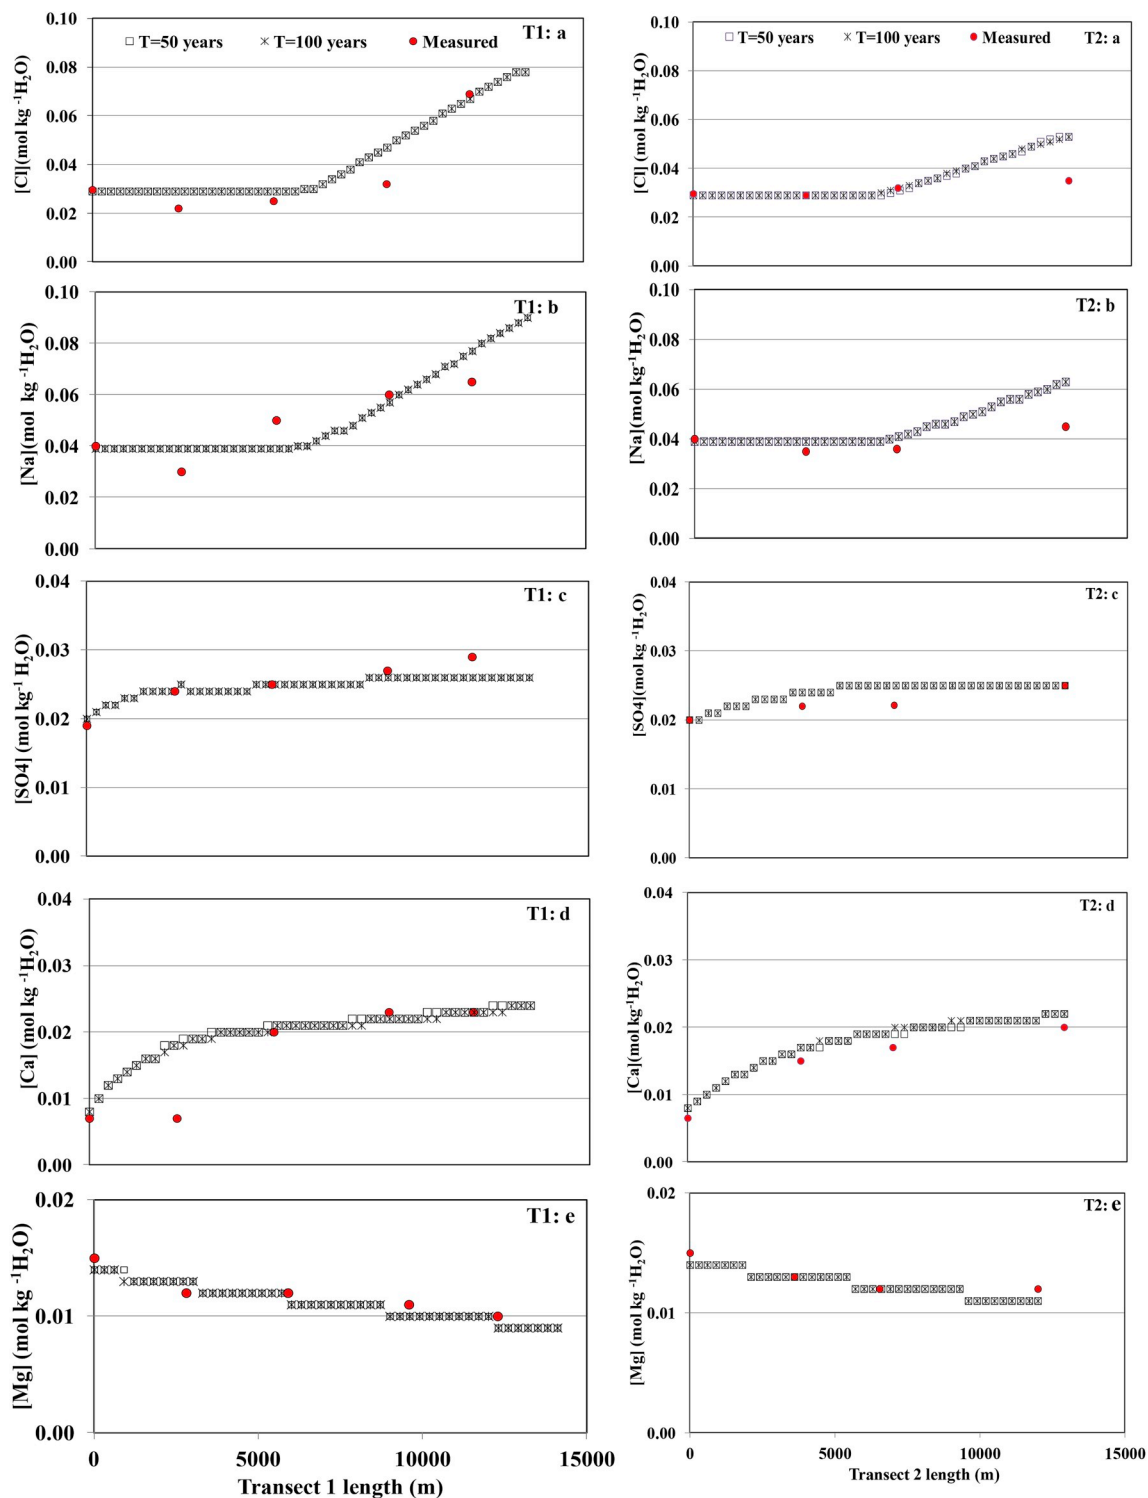 0.10
□ T=50 years ✳ T=100 years ● Measured T1: a
0.08
0.06
0.04
0.02
0.00
[Cl](mol kg -1H2O)
0.10
□T=50 years ✳T=100 years ● Measured T2: a
0.08
0.06
0.04
0.02
0.00
[Cl] (mol kg -1H2O)
0.10
T1: b
0.08
0.06
0.04
0.02
0.00
[Na](mol kg -1H2O)
0.10
T2: b
0.08
0.06
0.04
0.02
0.00
[Na](mol kg-1H2O)
0.04
T1: c
0.03
0.02
0.01
0.00
[SO4] (mol kg-1 H2O)
0.04
T2: c
0.03
0.02
0.01
0.00
[SO4](mol kg -1H2O)
0.04
T1: d
0.03
0.02
0.01
0.00
[Ca] (mol kg -1H2O)
0.04
T2: d
0.03
0.02
0.01
0.00
[Ca](mol kg-1H2O)
0.02
T1: e
0.01
0.00
[Mg] (mol kg -1H2O)
0 5000 10000 15000
Transect 1 length (m)
0.02
T2: e
0.01
0.00
[Mg] (mol kg -1H2O)
0 5000 10000 15000
Transect 2 length (m)